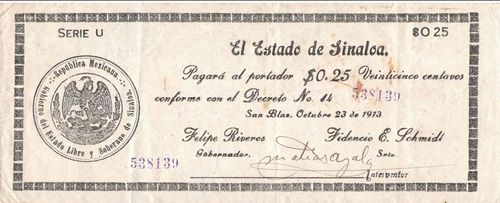 SERIE U
$0.25
El Estado de Sinaloa.
República Mexicana
Gobierno del Estado Libre y Soberano de Sinaloa.
Pagará al portador $0.25 Veinticinco centavos
conforme con el Decreto No. 14 538139
San Blas, Octubre 23 de 1913
Felipe Riveros Fidencio E. Schmidt
Gobernador. Srio.
matias ayala
Interventor
538139